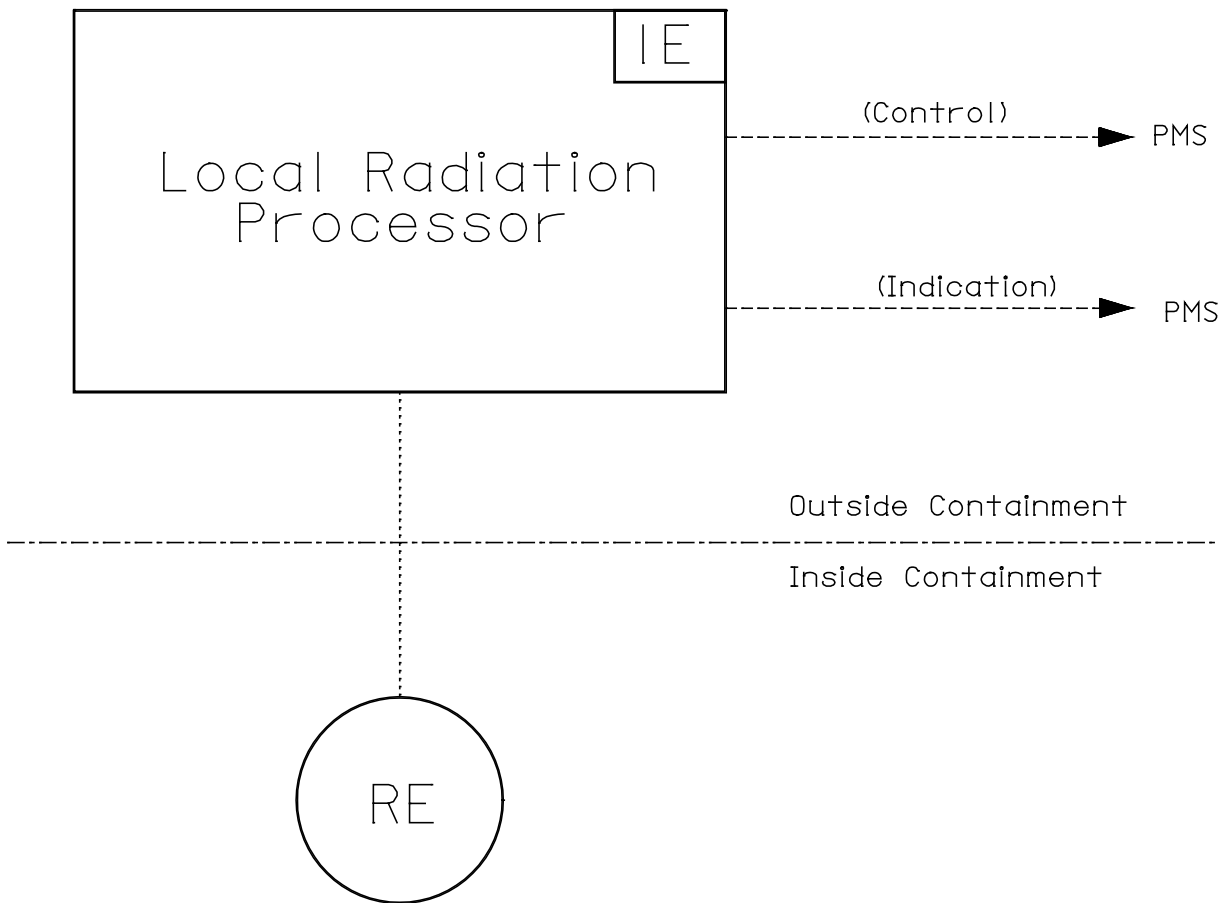 IE
Local Radiation
Processor
(Control)
PMS
(Indication)
PMS
Outside Containment
Inside Containment
RE